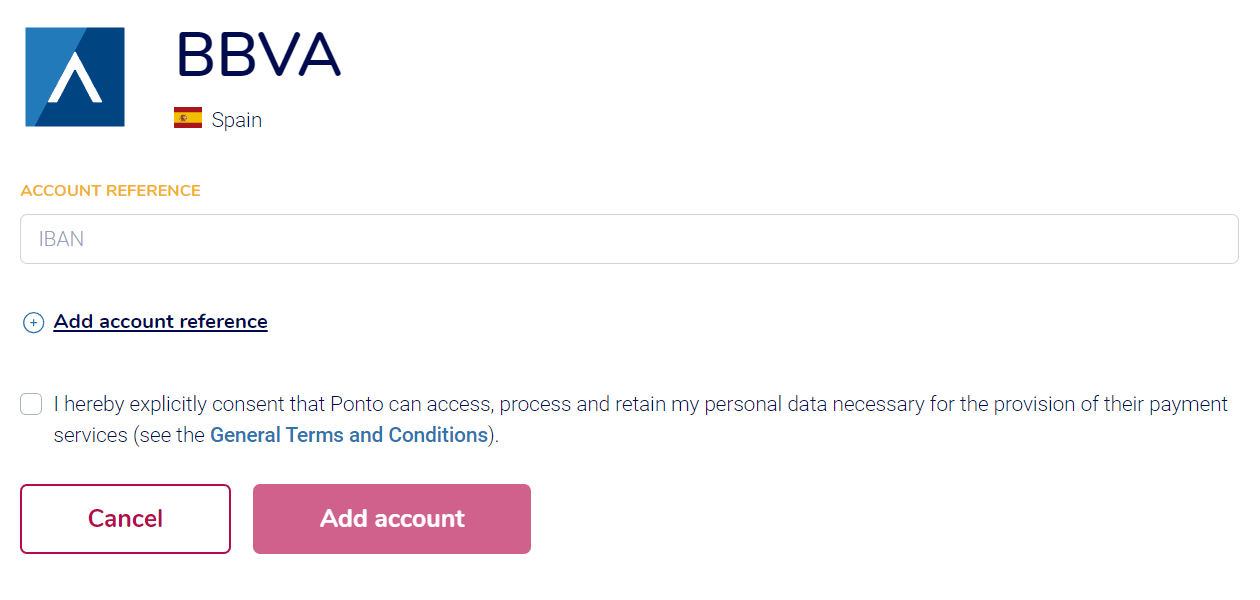 BBVA
Spain
ACCOUNT REFERENCE
IBAN
Add account reference
I hereby explicitly consent that Ponto can access, process and retain my personal data necessary for the provision of their payment
services (see the General Terms and Conditions).
Cancel
Add account